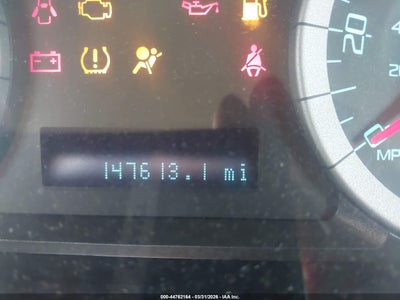 20
147613.1 mi
MP
000-44762164 - 03/31/2026 - IAA Inc.